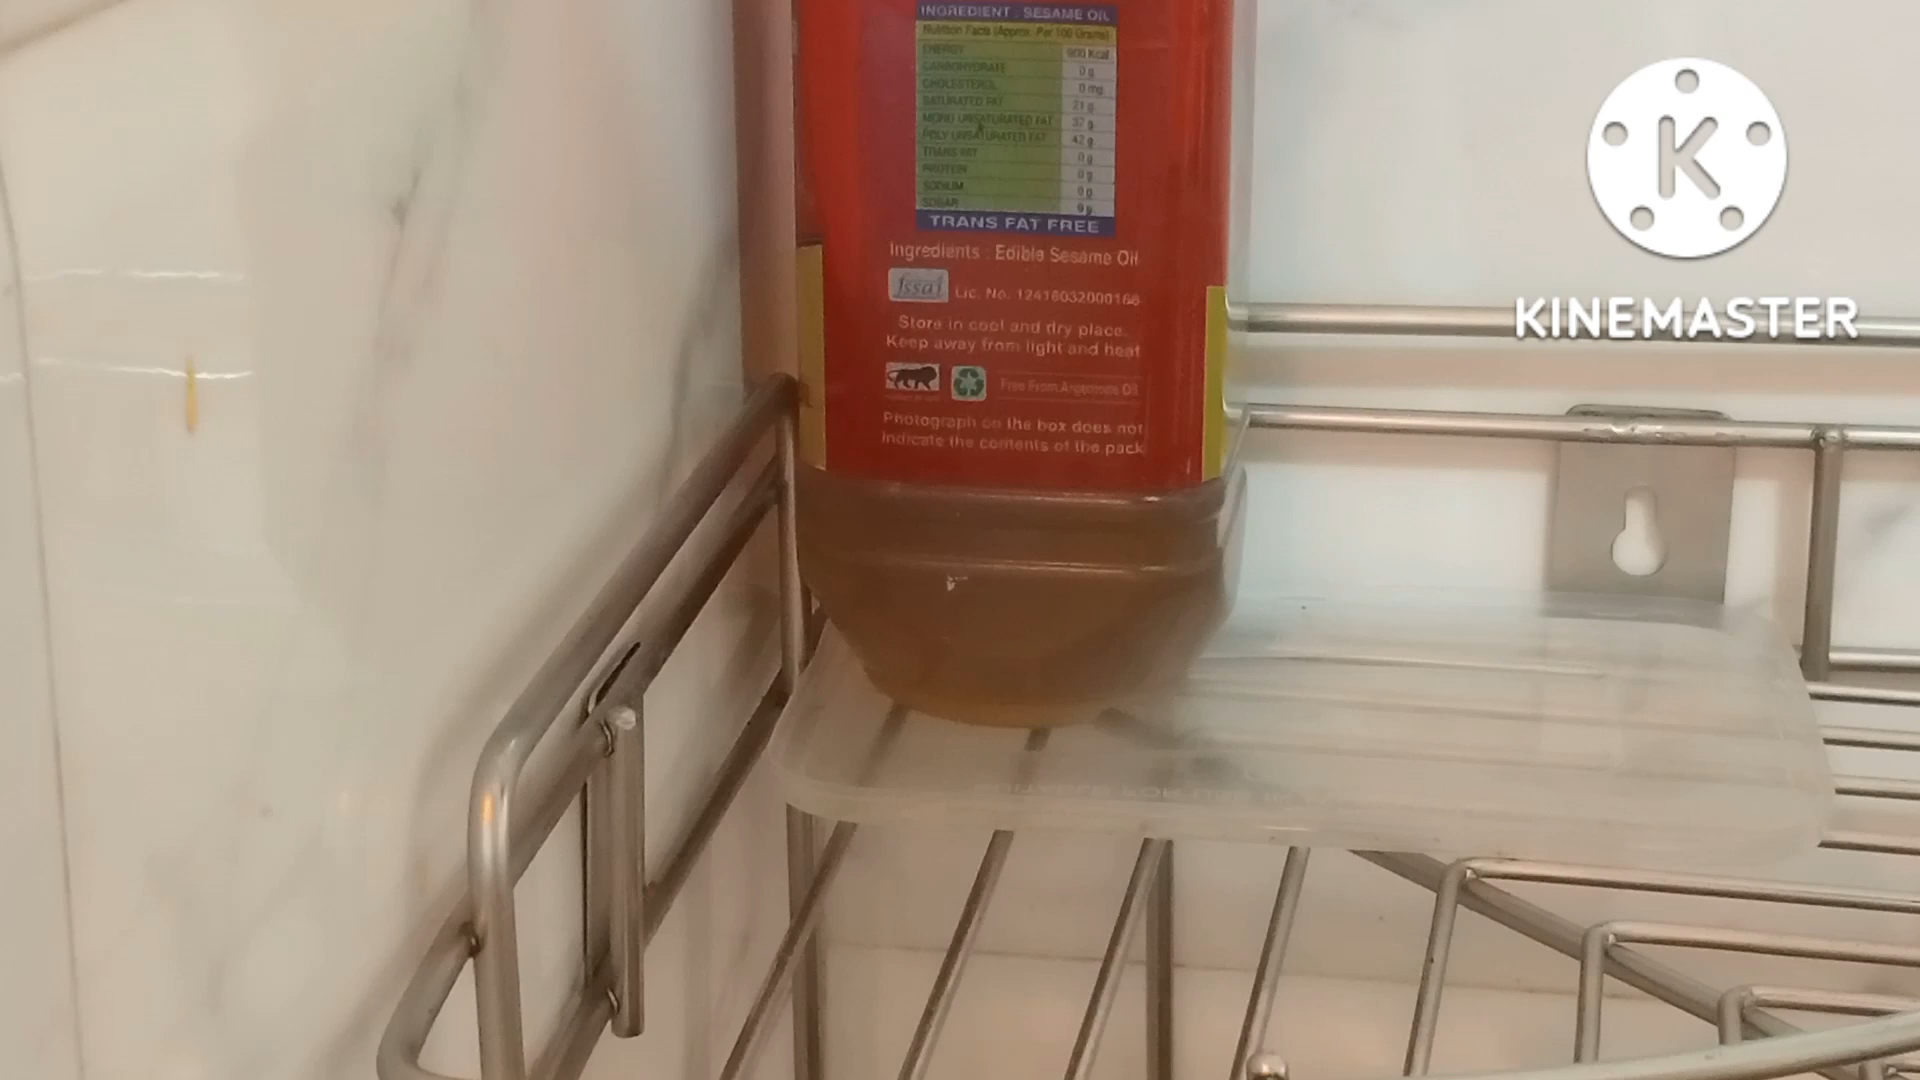 INGREDIENT : SESAME OIL
Nutrition Facts (Approx. Per 100 Grams)
ENERGY 900 Kcal
CARBOHYDRATE 0 g
CHOLESTEROL 0 mg
SATURATED FAT 21 g
MONO UNSATURATED FAT 37 g
POLY UNSATURATED FAT 42 g
TRANS FAT 0 g
PROTEIN 0 g
SODIUM 0 g
SUGAR 0 g
TRANS FAT FREE
Ingredients : Edible Sesame Oil
fssai Lic. No. 12418032000168
Store in cool and dry place.
Keep away from light and heat
Free From Argemone Oil
Photograph on the box does not
indicate the contents of the pack
K
KINEMASTER